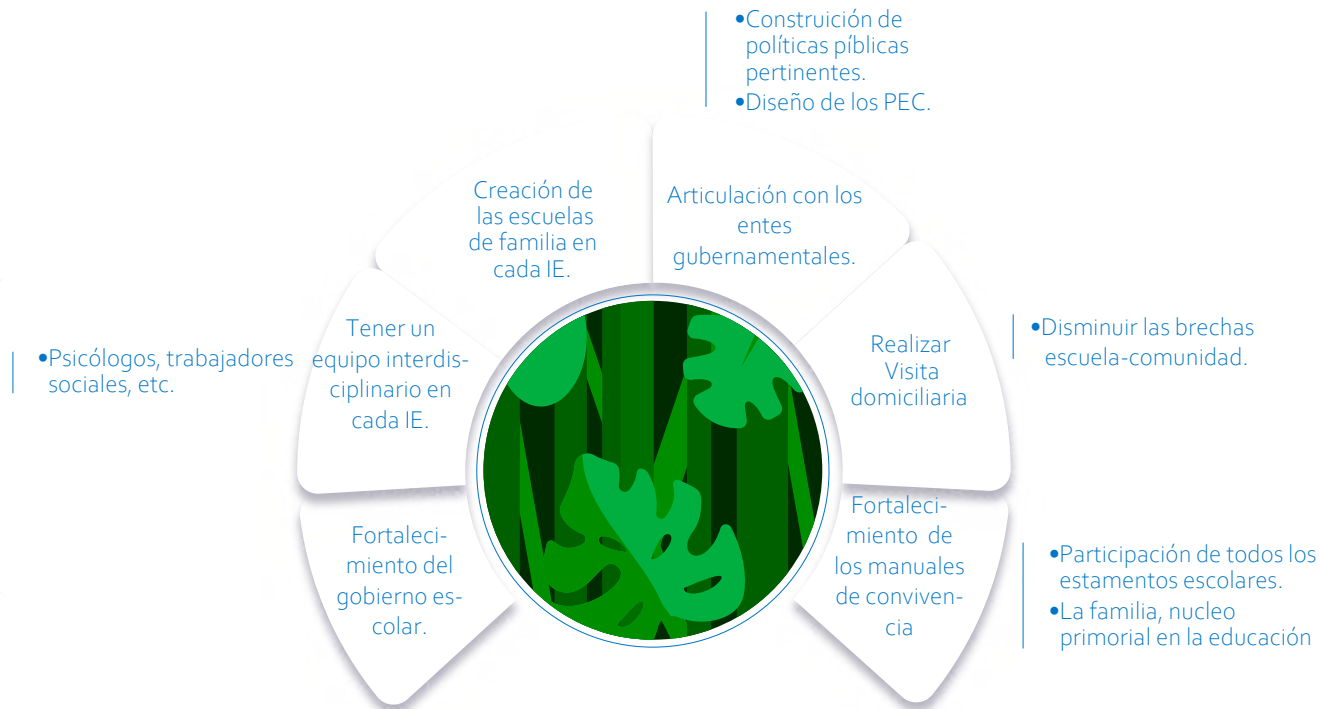 •Construición de
políticas píblicas
pertinentes.
•Diseño de los PEC.
Creación de
las escuelas
de familia en
cada IE.
Articulación con los
entes
gubernamentales.
•Psicólogos, trabajadores
sociales, etc.
Tener un
equipo interdis-
ciplinario en
cada IE.
Realizar
Visita
domiciliaria
•Disminuir las brechas
escuela-comunidad.
Fortaleci-
miento del
gobierno es-
colar.
Fortaleci-
miento de
los manuales
de conviven-
cia
•Participación de todos los
estamentos escolares.
•La familia, nucleo
primorial en la educación